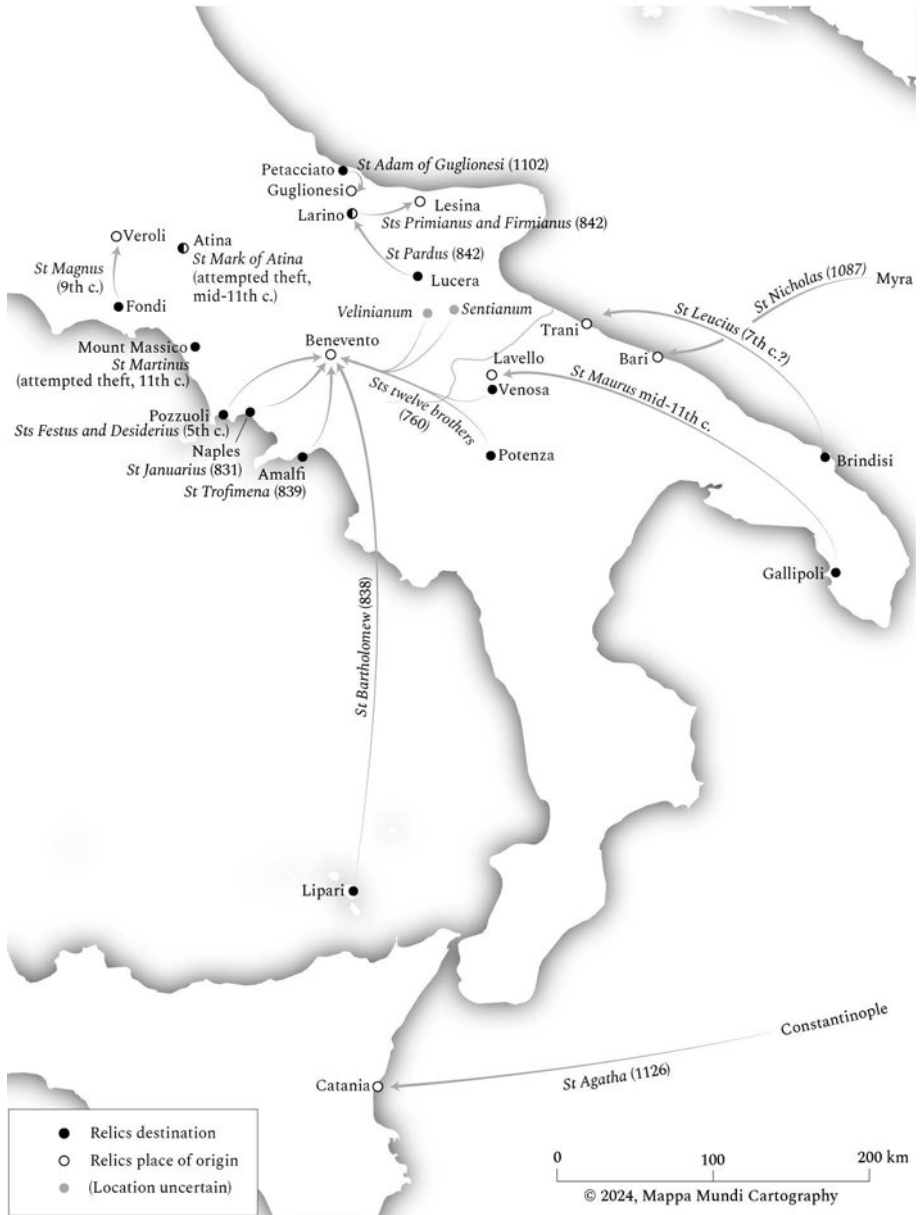 Petacciato
St Adam of Guglionesi (1102)
Guglionesi
Larino
Lesina
Sts Primianus and Firmianus (842)
St Pardus (842)
Lucera
Veroli
St Magnus
(9th c.)
Fondi
Atina
St Mark of Atina
(attempted theft,
mid-11th c.)
Mount Massico
St Martinus
(attempted theft, 11th c.)
Velinianum
Sentianum
Benevento
Trani
Bari
St Nicholas (1087)
Myra
St Leucius (7th c.?)
Lavello
Venosa
St Maurus mid-11th c.
Sts twelve brothers
(760)
Potenza
Pozzuoli
Sts Festus and Desiderius (5th c.)
Naples
St Januarius (831)
Amalfi
St Trofimena (839)
Brindisi
Gallipoli
St Bartholomew (838)
Lipari
Constantinople
St Agatha (1126)
Catania
Relics destination
Relics place of origin
(Location uncertain)
0 100 200 km
© 2024, Mappa Mundi Cartography